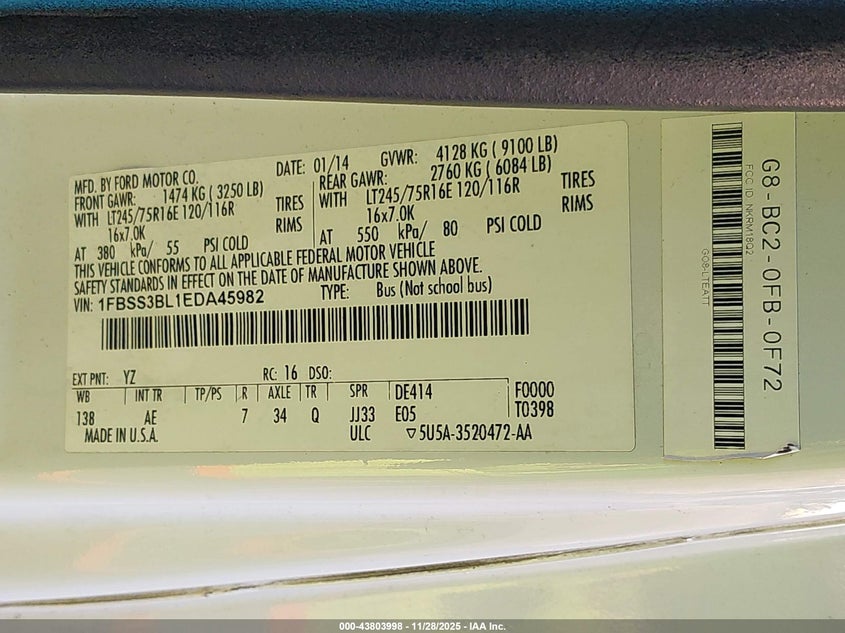 MFD. BY FORD MOTOR CO.
DATE: 01/14 GVWR: 4128 KG ( 9100 LB)
FRONT GAWR: 1474 KG ( 3250 LB)
WITH LT245/75R16E 120/116R TIRES
16x7.0K RIMS
AT 380 kPa/ 55 PSI COLD
REAR GAWR: 2760 KG ( 6084 LB)
WITH LT245/75R16E 120/116R TIRES
16x7.0K RIMS
AT 550 kPa/ 80 PSI COLD
THIS VEHICLE CONFORMS TO ALL APPLICABLE FEDERAL MOTOR VEHICLE
SAFETY STANDARDS IN EFFECT ON THE DATE OF MANUFACTURE SHOWN ABOVE.
VIN: 1FBSS3BL1EDA45982 TYPE: Bus (Not school bus)
EXT PNT: YZ RC: 16 DSO:
WB INT TR TP/PS R AXLE TR SPR DE414 F0000
138 AE 7 34 Q JJ33 E05 T0398
MADE IN U.S.A. ULC ▽5U5A-3520472-AA
G8-BC2-0FB-0F72
FCC ID: NKRM18Q2
GO8-LTEATT
000-43803998 - 11/28/2025 - IAA Inc.